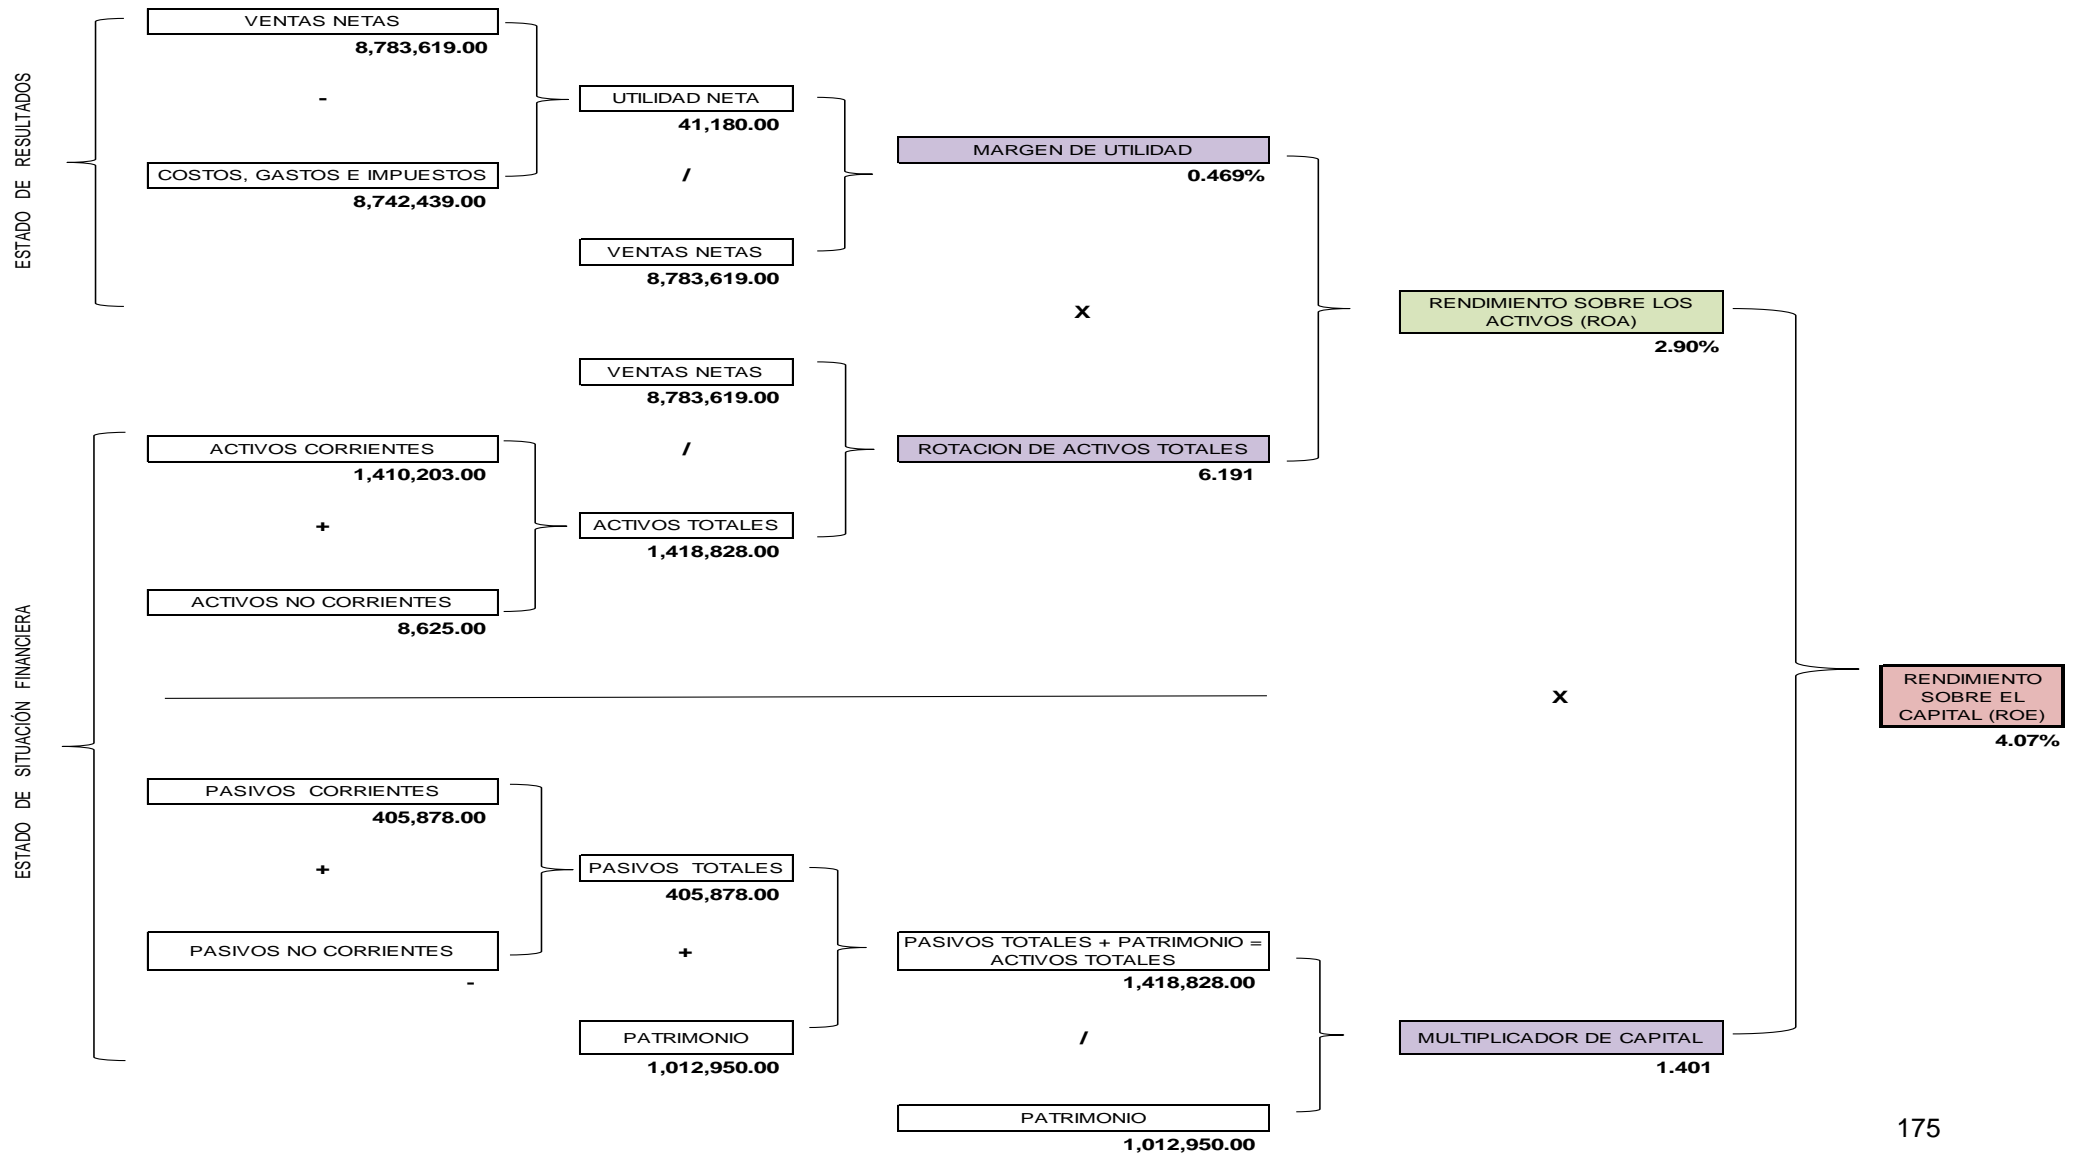 ESTADO DE RESULTADOS
VENTAS NETAS
8,783,619.00
-
COSTOS, GASTOS E IMPUESTOS
8,742,439.00
UTILIDAD NETA
41,180.00
/
VENTAS NETAS
8,783,619.00
MARGEN DE UTILIDAD
0.469%
X
VENTAS NETAS
8,783,619.00
/
ACTIVOS TOTALES
1,418,828.00
ROTACION DE ACTIVOS TOTALES
6.191
RENDIMIENTO SOBRE LOS
ACTIVOS (ROA)
2.90%
ESTADO DE SITUACIÓN FINANCIERA
ACTIVOS CORRIENTES
1,410,203.00
+
ACTIVOS NO CORRIENTES
8,625.00
X
RENDIMIENTO
SOBRE EL
CAPITAL (ROE)
4.07%
PASIVOS CORRIENTES
405,878.00
+
PASIVOS NO CORRIENTES
-
PASIVOS TOTALES
405,878.00
+
PATRIMONIO
1,012,950.00
PASIVOS TOTALES + PATRIMONIO =
ACTIVOS TOTALES
1,418,828.00
/
PATRIMONIO
1,012,950.00
MULTIPLICADOR DE CAPITAL
1.401
175